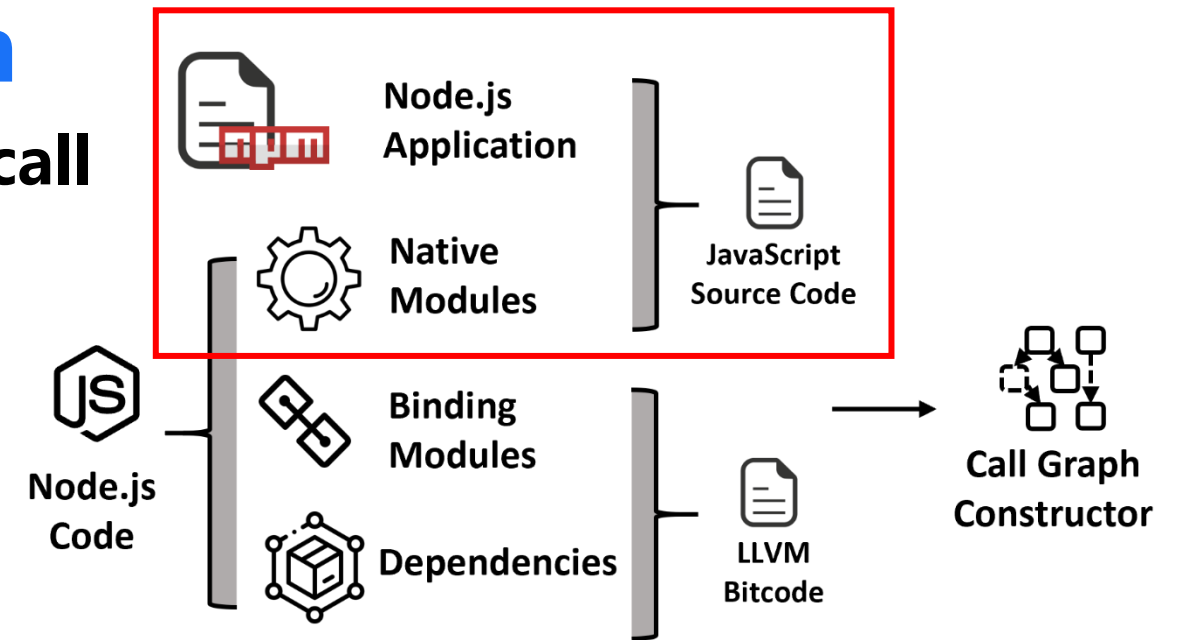 call
Node.js
Application
npm
Native
Modules
JavaScript
Source Code
JS
Node.js
Code
Binding
Modules
Dependencies
LLVM
Bitcode
Call Graph
Constructor